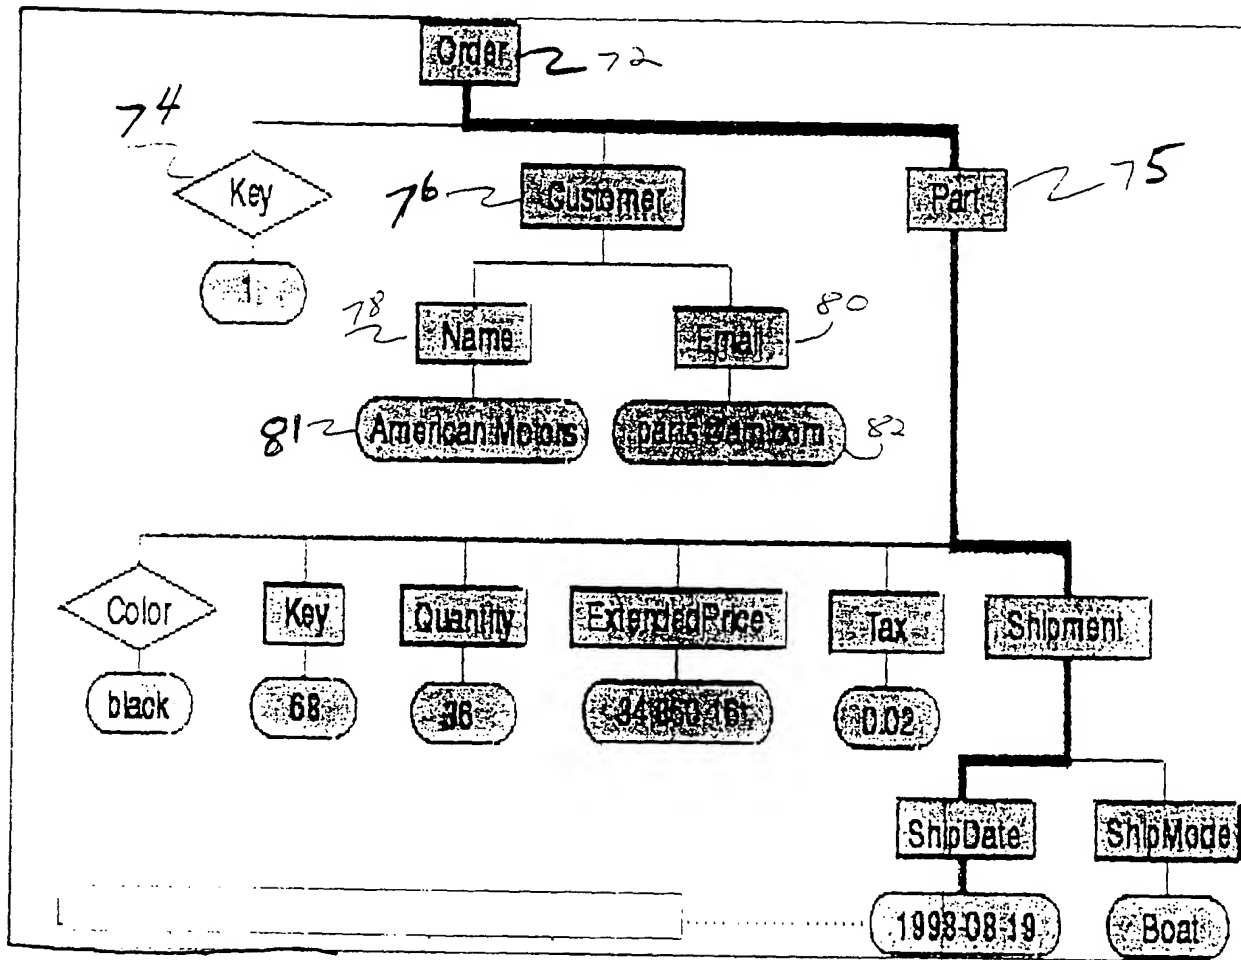 Order 72
74
Key
76 Customer
Part 75
1
78 Name
Email 80
81 American Motors
82
Color
Key
Quantity
ExtendedPrice
Tax
Shipment
black
68
36
0.02
ShipDate
ShipMode
1998-08-19
Boat